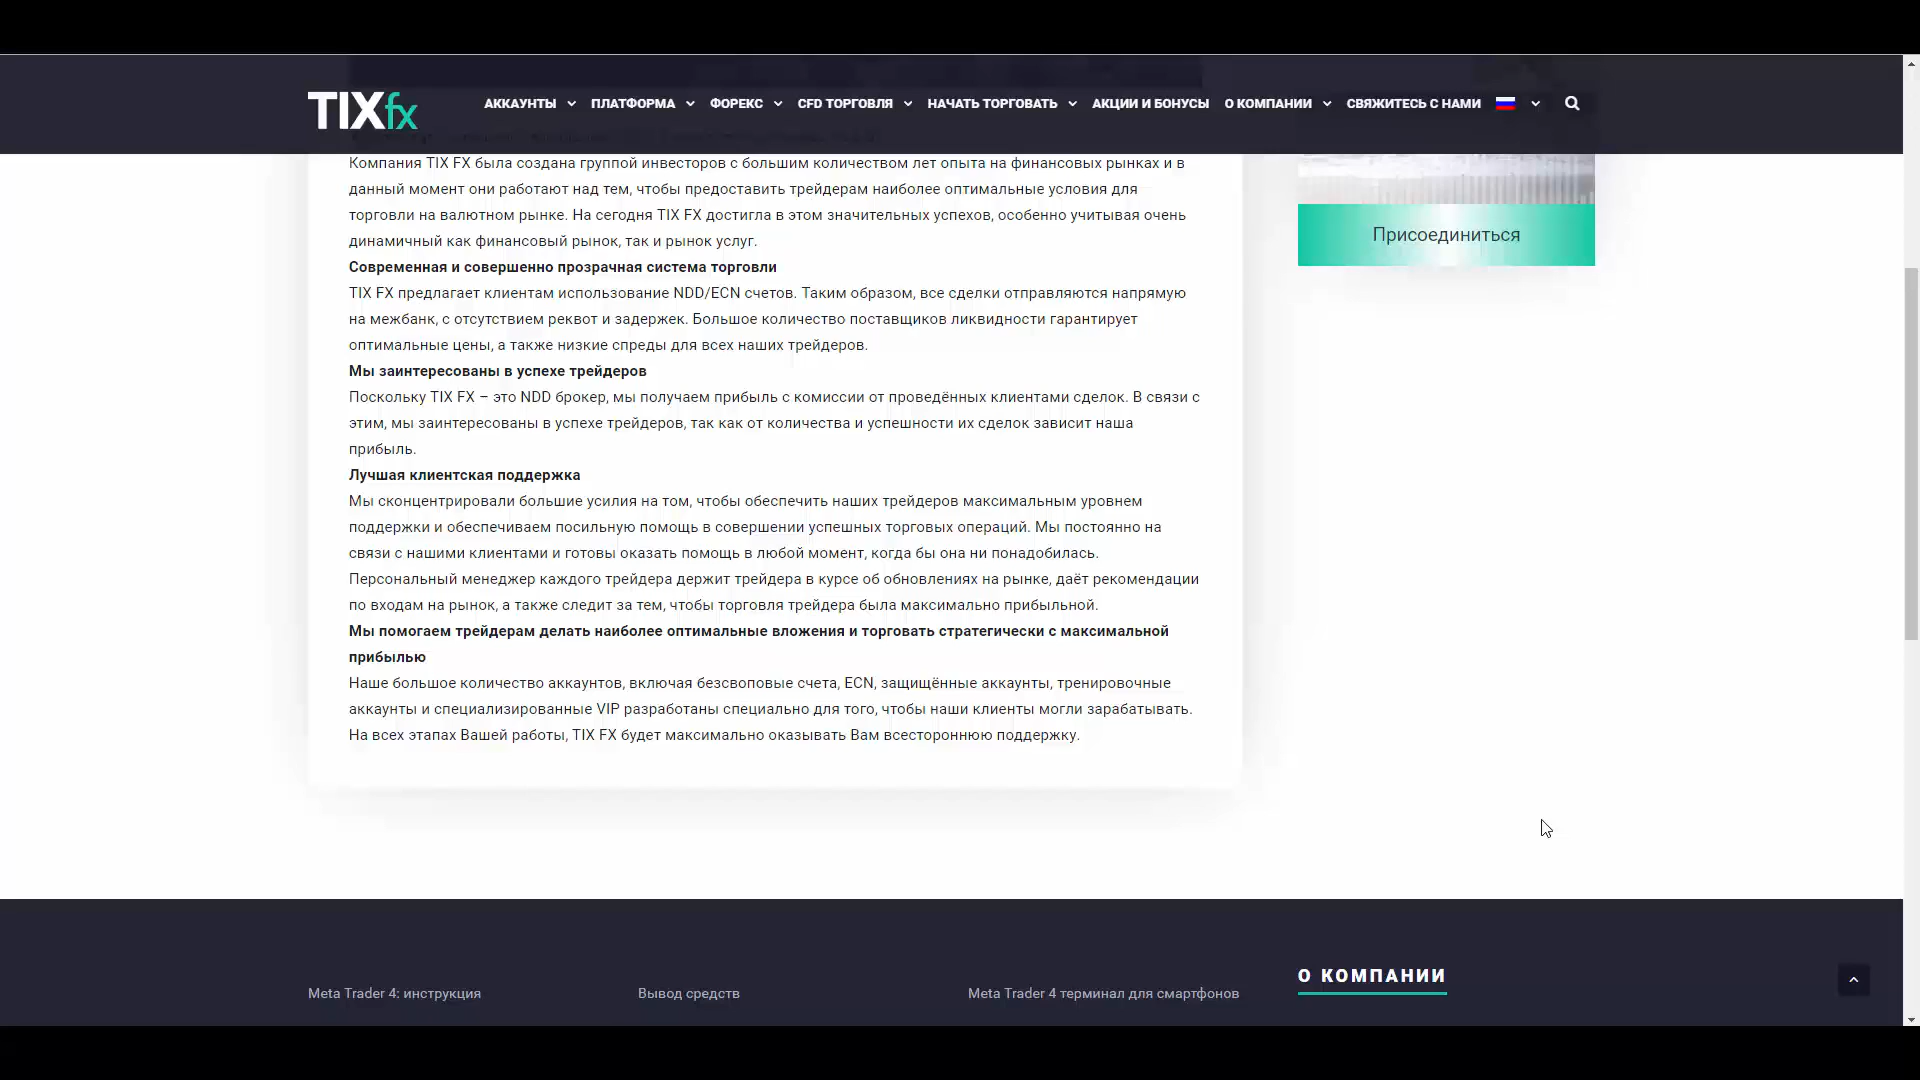 TIXfx
АККАУНТЫ ПЛАТФОРМА ФОРЕКС CFD ТОРГОВЛЯ НАЧАТЬ ТОРГОВАТЬ АКЦИИ И БОНУСЫ О КОМПАНИИ СВЯЖИТЕСЬ С НАМИ
Компания TIX FX была создана группой инвесторов с большим количеством лет опыта на финансовых рынках и в
данный момент они работают над тем, чтобы предоставить трейдерам наиболее оптимальные условия для
торговли на валютном рынке. На сегодня TIX FX достигла в этом значительных успехов, особенно учитывая очень
динамичный как финансовый рынок, так и рынок услуг.
Современная и совершенно прозрачная система торговли
TIX FX предлагает клиентам использование NDD/ECN счетов. Таким образом, все сделки отправляются напрямую
на межбанк, с отсутствием реквот и задержек. Большое количество поставщиков ликвидности гарантирует
оптимальные цены, а также низкие спреды для всех наших трейдеров.
Мы заинтересованы в успехе трейдеров
Поскольку TIX FX – это NDD брокер, мы получаем прибыль с комиссии от проведённых клиентами сделок. В связи с
этим, мы заинтересованы в успехе трейдеров, так как от количества и успешности их сделок зависит наша
прибыль.
Лучшая клиентская поддержка
Мы сконцентрировали большие усилия на том, чтобы обеспечить наших трейдеров максимальным уровнем
поддержки и обеспечиваем посильную помощь в совершении успешных торговых операций. Мы постоянно на
связи с нашими клиентами и готовы оказать помощь в любой момент, когда бы она ни понадобилась.
Персональный менеджер каждого трейдера держит трейдера в курсе об обновлениях на рынке, даёт рекомендации
по входам на рынок, а также следит за тем, чтобы торговля трейдера была максимально прибыльной.
Мы помогаем трейдерам делать наиболее оптимальные вложения и торговать стратегически с максимальной
прибылью
Наше большое количество аккаунтов, включая безсвоповые счета, ECN, защищённые аккаунты, тренировочные
аккаунты и специализированные VIP разработаны специально для того, чтобы наши клиенты могли зарабатывать.
На всех этапах Вашей работы, TIX FX будет максимально оказывать Вам всестороннюю поддержку.
Присоединиться
О КОМПАНИИ
Meta Trader 4: инструкция
Вывод средств
Meta Trader 4 терминал для смартфонов